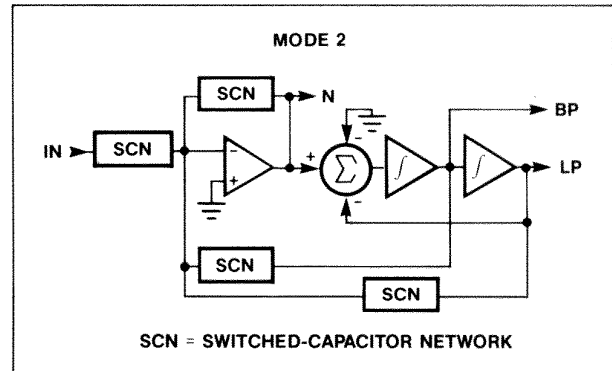 MODE 2
SCN
N
BP
IN
SCN
-
+
+
-
Σ
-
∫
∫
LP
SCN
SCN
SCN = SWITCHED-CAPACITOR NETWORK